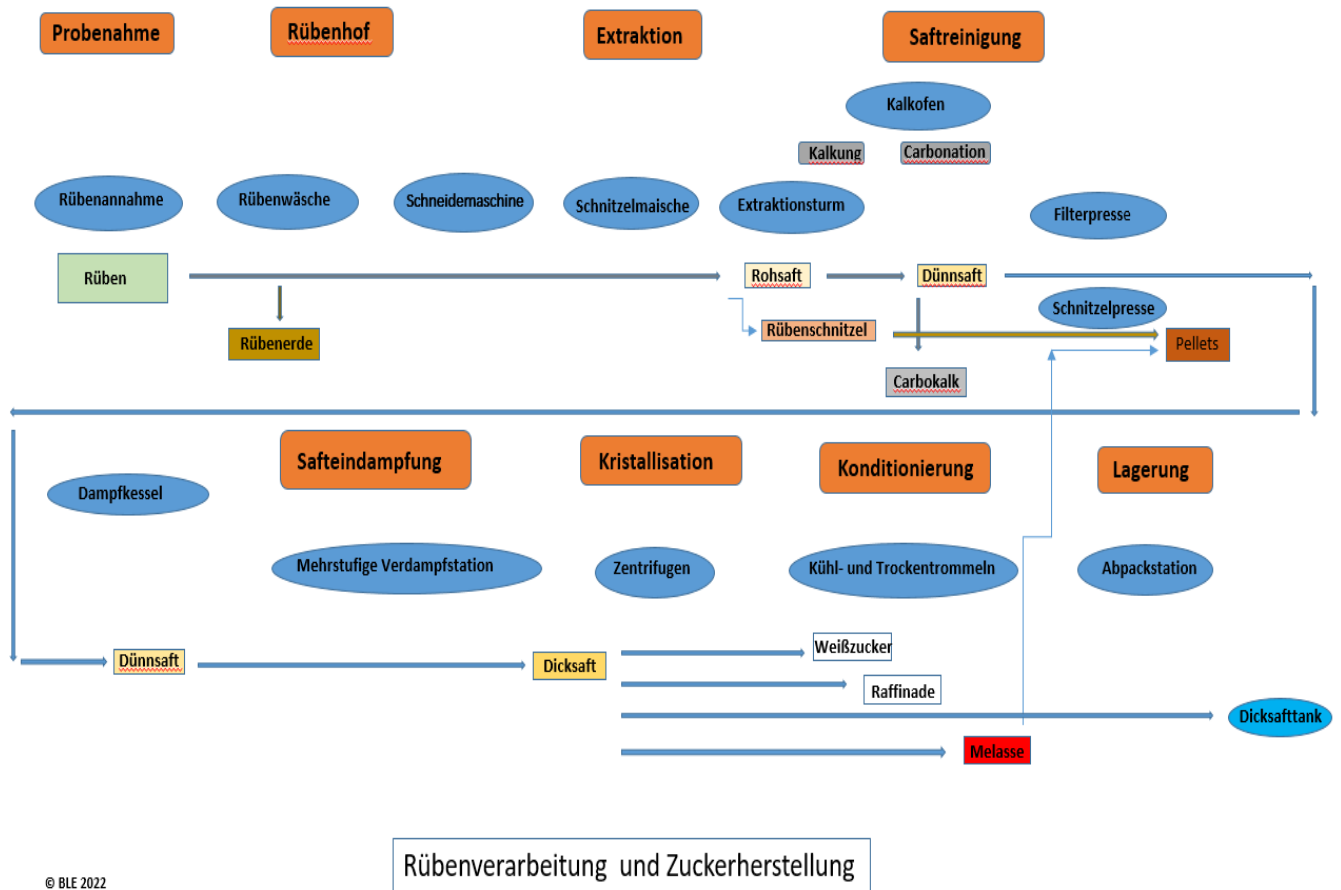 Probenahme
Rübenhof
Extraktion
Saftreinigung
Kalkofen
Kalkung
Carbonation
Rübenannahme
Rübenwäsche
Schneidemaschine
Schnitzelmaische
Extraktionsturm
Filterpresse
Rüben
Rohsaft
Dünnsaft
Schnitzelpresse
Rübenerde
Rübenschnitzel
Pellets
Carbokalk
Safteindampfung
Kristallisation
Konditionierung
Lagerung
Dampfkessel
Mehrstufige Verdampfstation
Zentrifugen
Kühl- und Trockentrommeln
Abpackstation
Dünnsaft
Dicksaft
Weißzucker
Raffinade
Dicksafttank
Melasse
Rübenverarbeitung und Zuckerherstellung
© BLE 2022